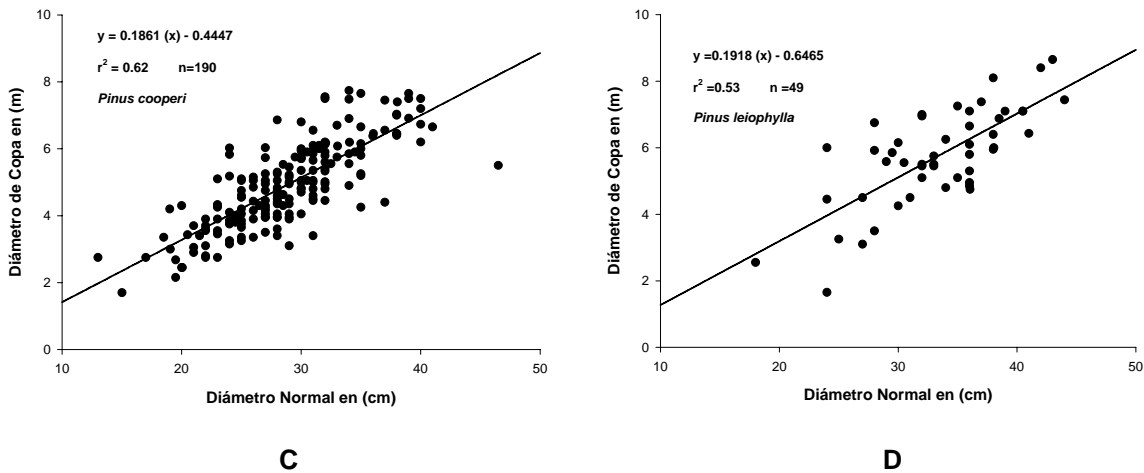 10
y = 0.1861 (x) - 0.4447
r2 = 0.62 n=190
Pinus cooperi
8
6
4
2
0
10 20 30 40 50
Diámetro de Copa en (m)
Diámetro Normal en (cm)
C
10
y =0.1918 (x) - 0.6465
r2 =0.53 n =49
Pinus leiophylla
8
6
4
2
0
10 20 30 40 50
Diámetro de Copa en (m)
Diámetro Normal en (cm)
D